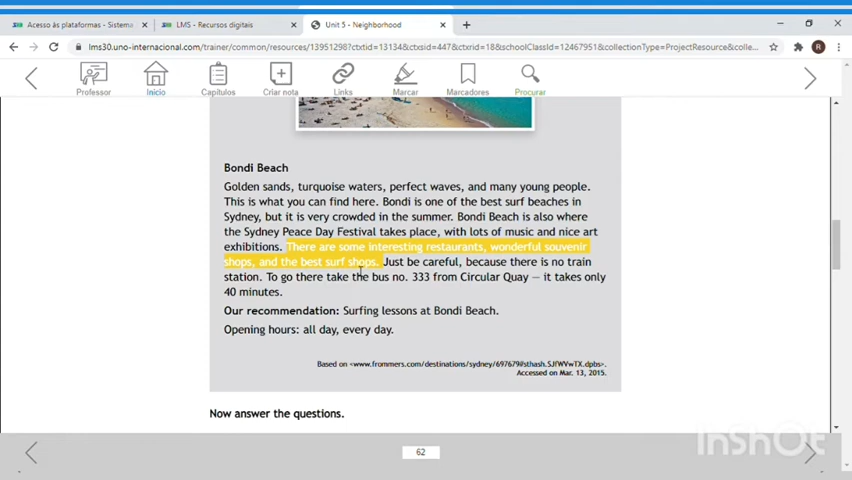 Acesso às plataformas - Sistema
LMS - Recursos digitais
Unit 5 - Neighborhood
lms30.uno-internacional.com/trainer/common/resources/13951298?ctxtid=13134&ctxsid=447&ctxsid=18&schoolClassId=12467951&collectionType=ProjectResource&colle...
R
Professor
Início
Capítulos
Criar nota
Links
Marcar
Marcadores
Procurar
Bondi Beach
Golden sands, turquoise waters, perfect waves, and many young people.
This is what you can find here. Bondi is one of the best surf beaches in
Sydney, but it is very crowded in the summer. Bondi Beach is also where
the Sydney Peace Day Festival takes place, with lots of music and nice art
exhibitions. There are some interesting restaurants, wonderful souvenir
shops, and the best surf shops. Just be careful, because there is no train
station. To go there take the bus no. 333 from Circular Quay — it takes only
40 minutes.
Our recommendation: Surfing lessons at Bondi Beach.
Opening hours: all day, every day.
Based on <www.frommers.com/destinations/sydney/697679#sthash.SJfWVwTX.dpbs>.
Accessed on Mar. 13, 2015.
Now answer the questions.
62
InShOt